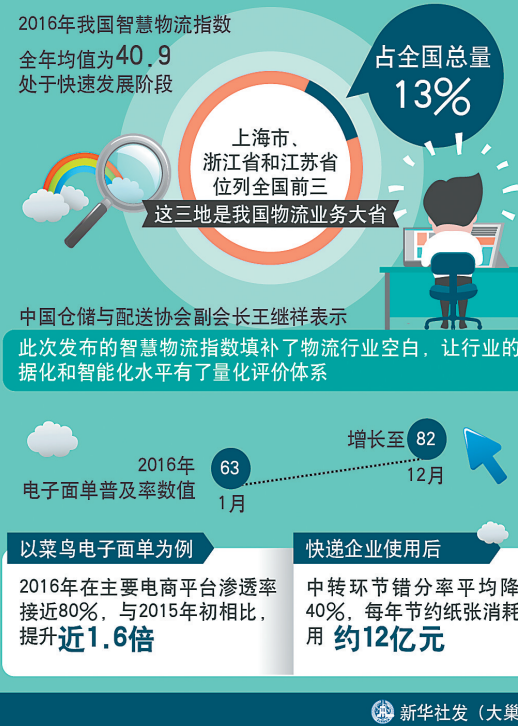 2016年我国智慧物流指数
全年均值为40.9
处于快速发展阶段
占全国总量
13%
上海市、
浙江省和江苏省
位列全国前三
这三地是我国物流业务大省
中国仓储与配送协会副会长王继祥表示
此次发布的智慧物流指数填补了物流行业空白，让行业的
据化和智能化水平有了量化评价体系
2016年
电子面单普及率数值
63
1月
增长至 82
12月
以菜鸟电子面单为例
2016年在主要电商平台渗透率
接近80%，与2015年初相比，
提升近1.6倍
快递企业使用后
中转环节错分率平均降
40%，每年节约纸张消耗
用 约12亿元
新华社发（大巢